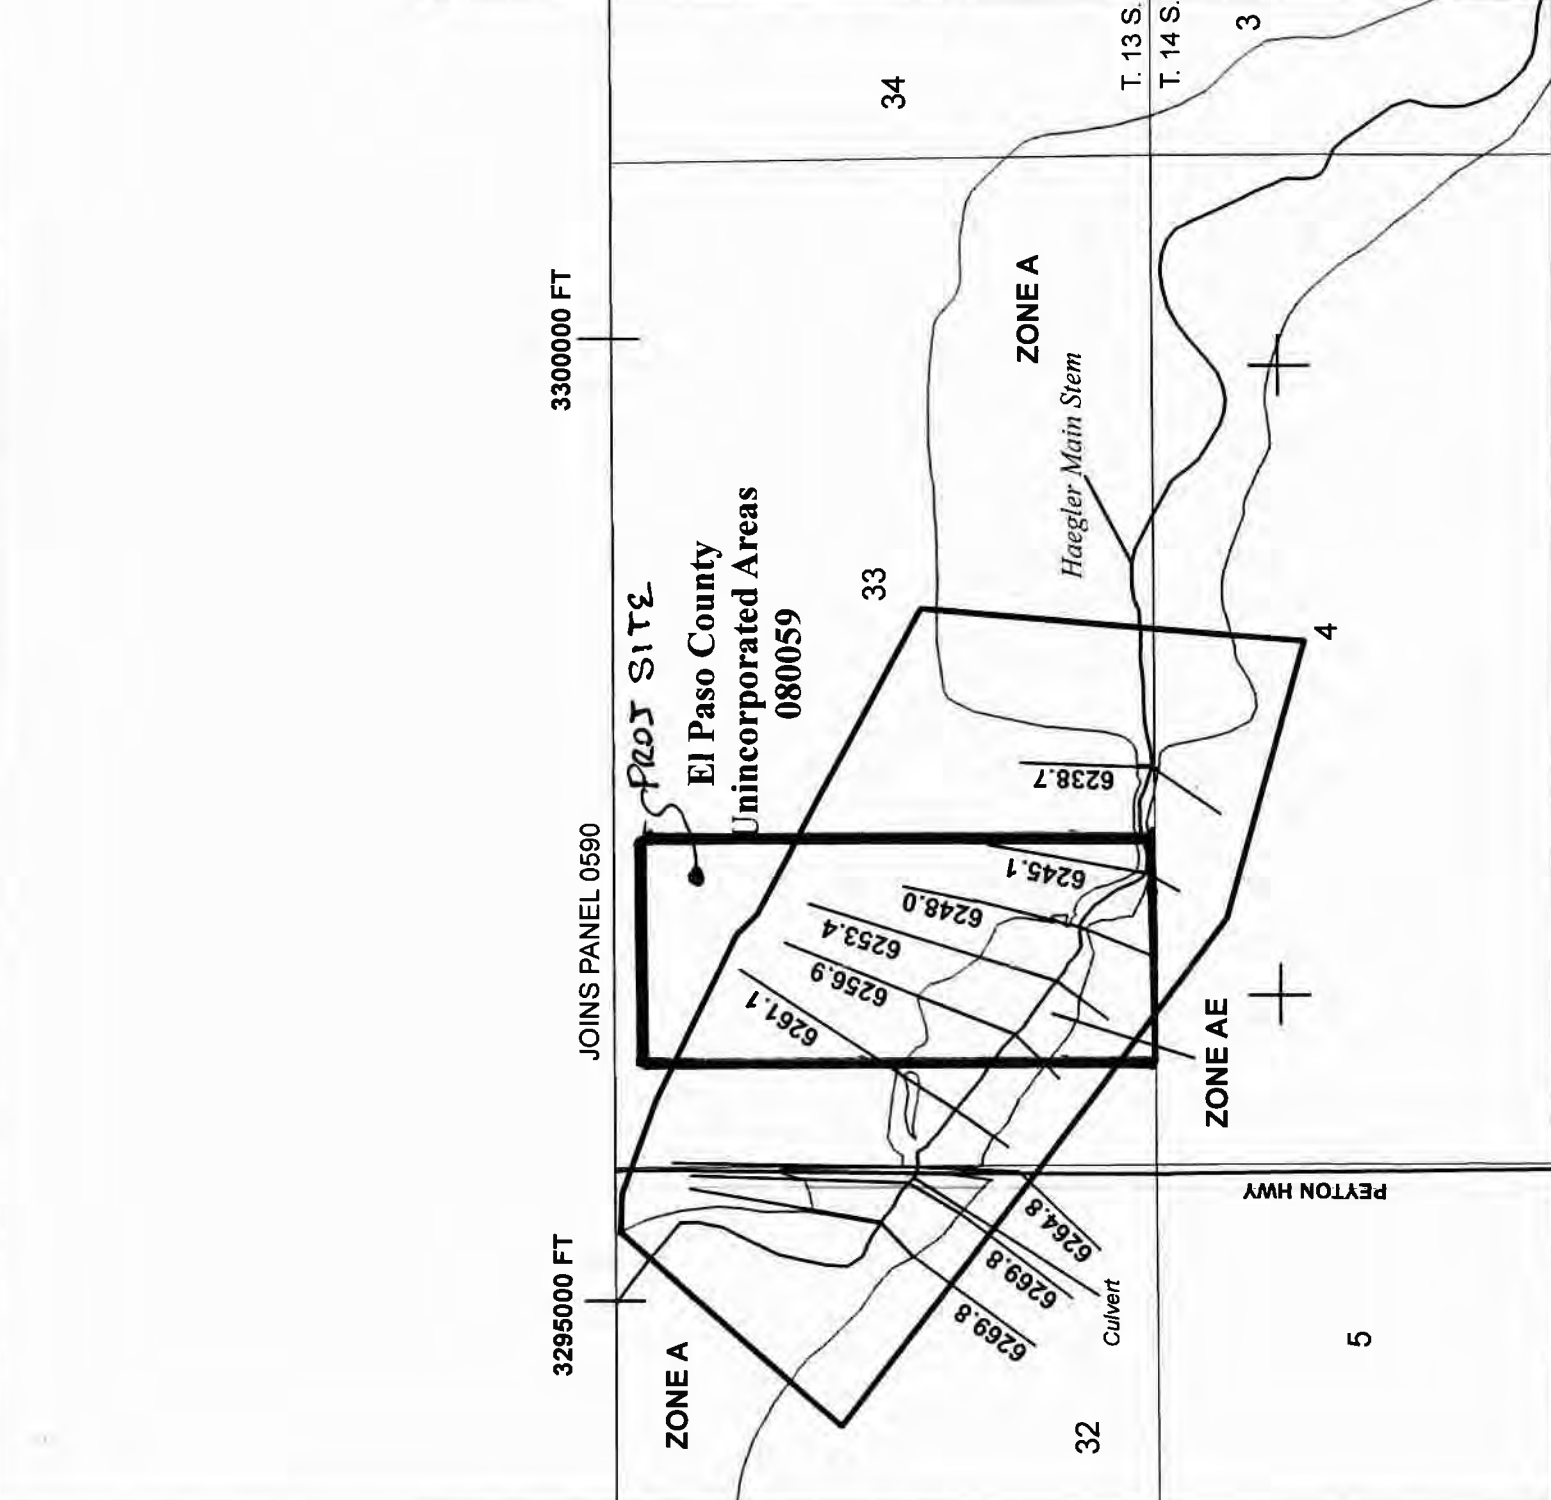 JOINS PANEL 0590
3295000 FT
3300000 FT
PROJ SITE
El Paso County
Unincorporated Areas
080059
ZONE A
33
34
ZONE A
Haegler Main Stem
T. 13 S.
T. 14 S.
3
4
5
32
6238.7
6245.1
6248.0
6253.4
6256.9
6261.1
6264.8
6269.8
6269.8
Culvert
ZONE AE
PEYTON HWY